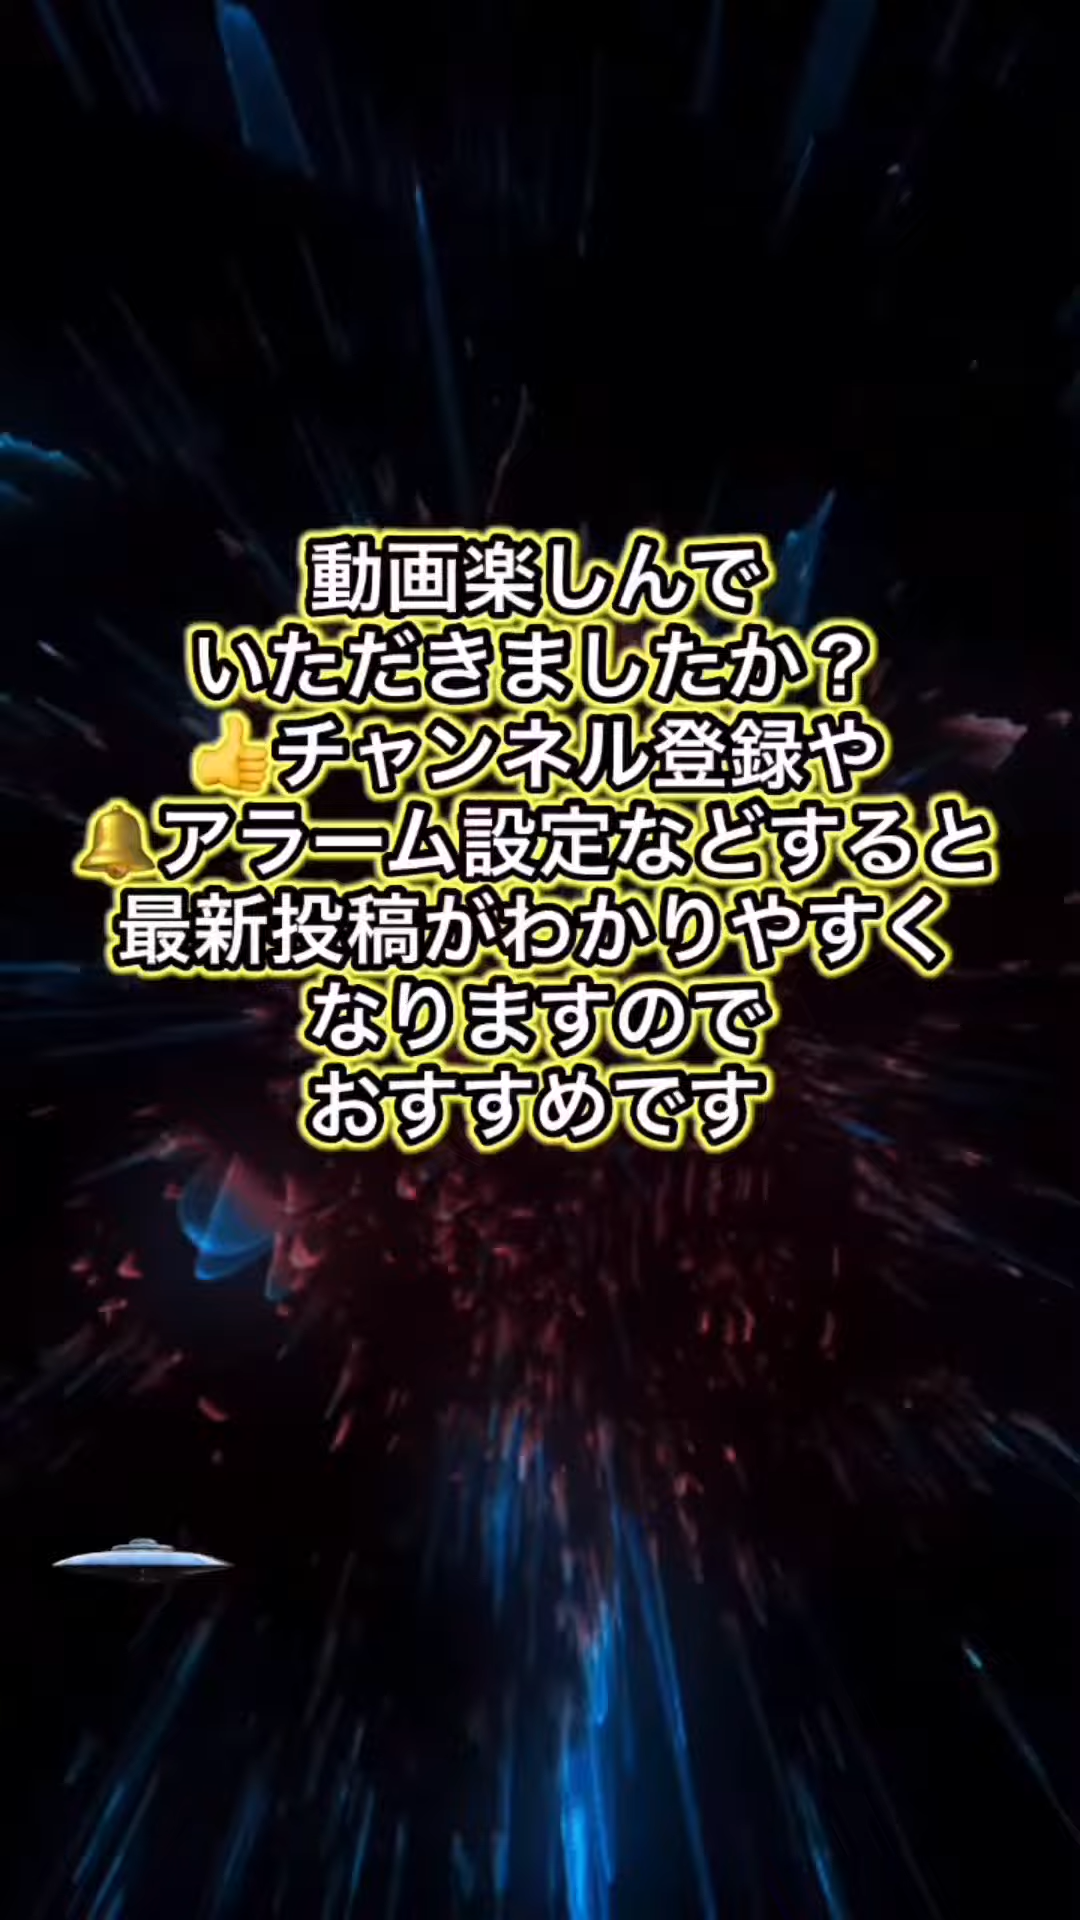 動画楽しんで
いただきましたか？
👍チャンネル登録や
🔔アラーム設定などすると
最新投稿がわかりやすく
なりますので
おすすめです